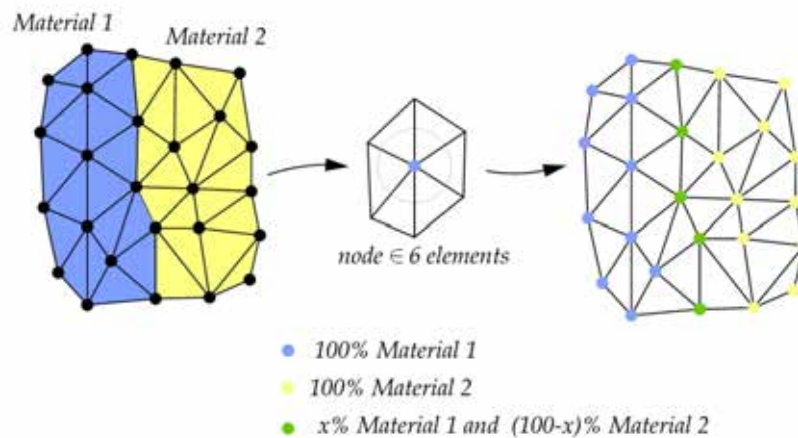 Material 1
Material 2
node ∈ 6 elements
100% Material 1
100% Material 2
x% Material 1 and (100-x)% Material 2